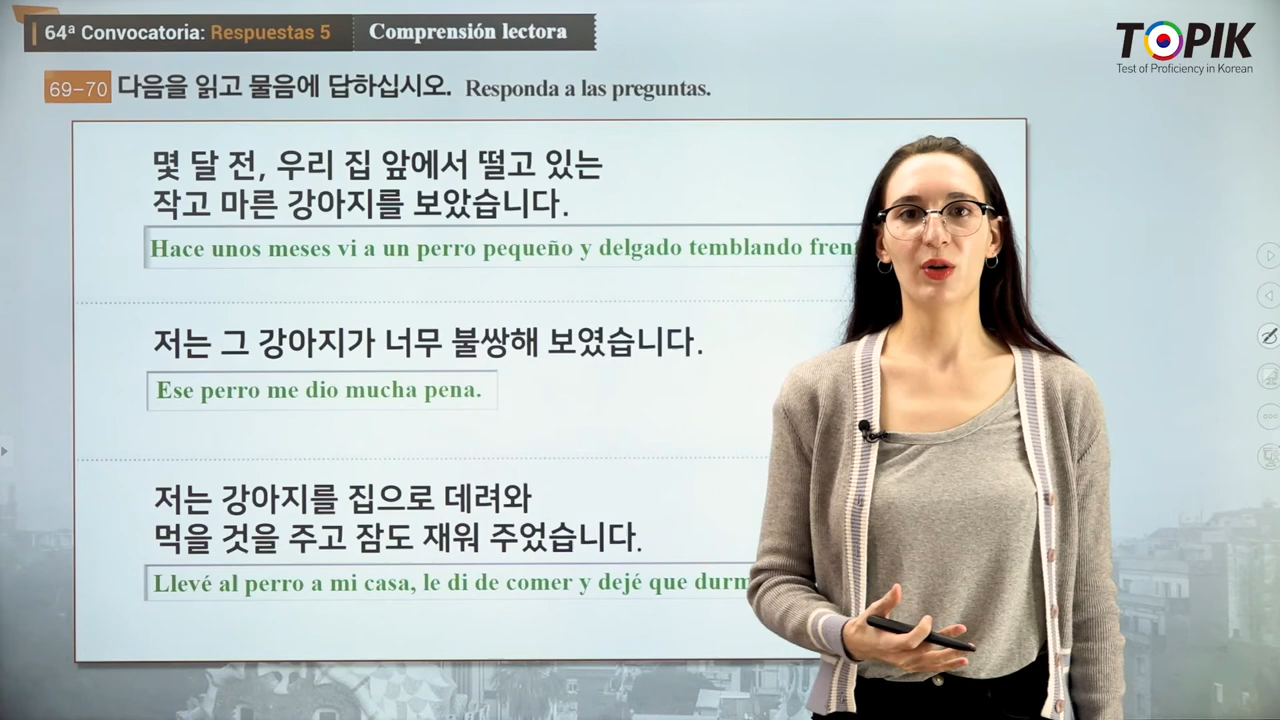 64ª Convocatoria: Respuestas 5
Comprensión lectora
TOPIK
Test of Proficiency in Korean
69-70 다음을 읽고 물음에 답하십시오. Responda a las preguntas.
몇 달 전, 우리 집 앞에서 떨고 있는
작고 마른 강아지를 보았습니다.
Hace unos meses vi a un perro pequeño y delgado temblando
저는 그 강아지가 너무 불쌍해 보였습니다.
Ese perro me dio mucha pena.
저는 강아지를 집으로 데려와
먹을 것을 주고 잠도 재워 주었습니다.
Llevé al perro a mi casa, le di de comer y dejé que